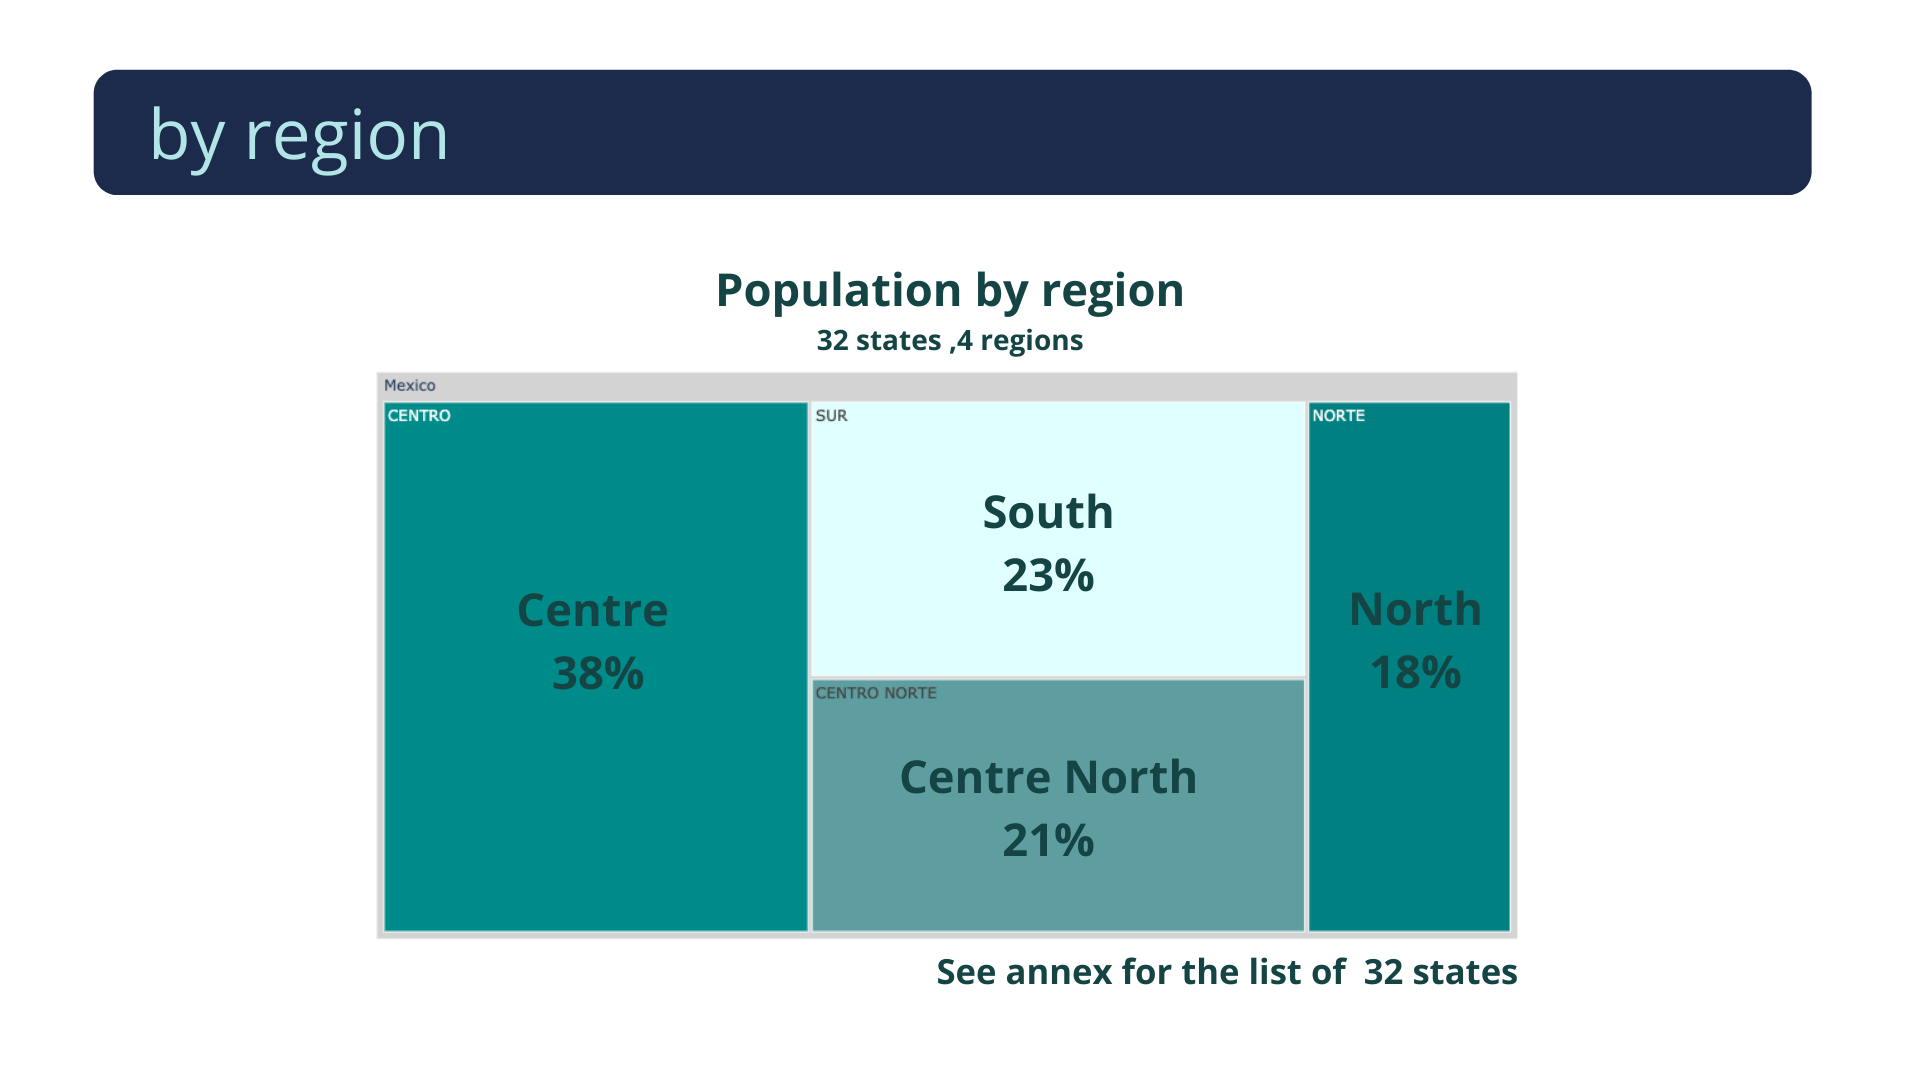 by region
Population by region
32 states ,4 regions
Mexico
CENTRO
Centre
38%
SUR
South
23%
CENTRO NORTE
Centre North
21%
NORTE
North
18%
See annex for the list of  32 states